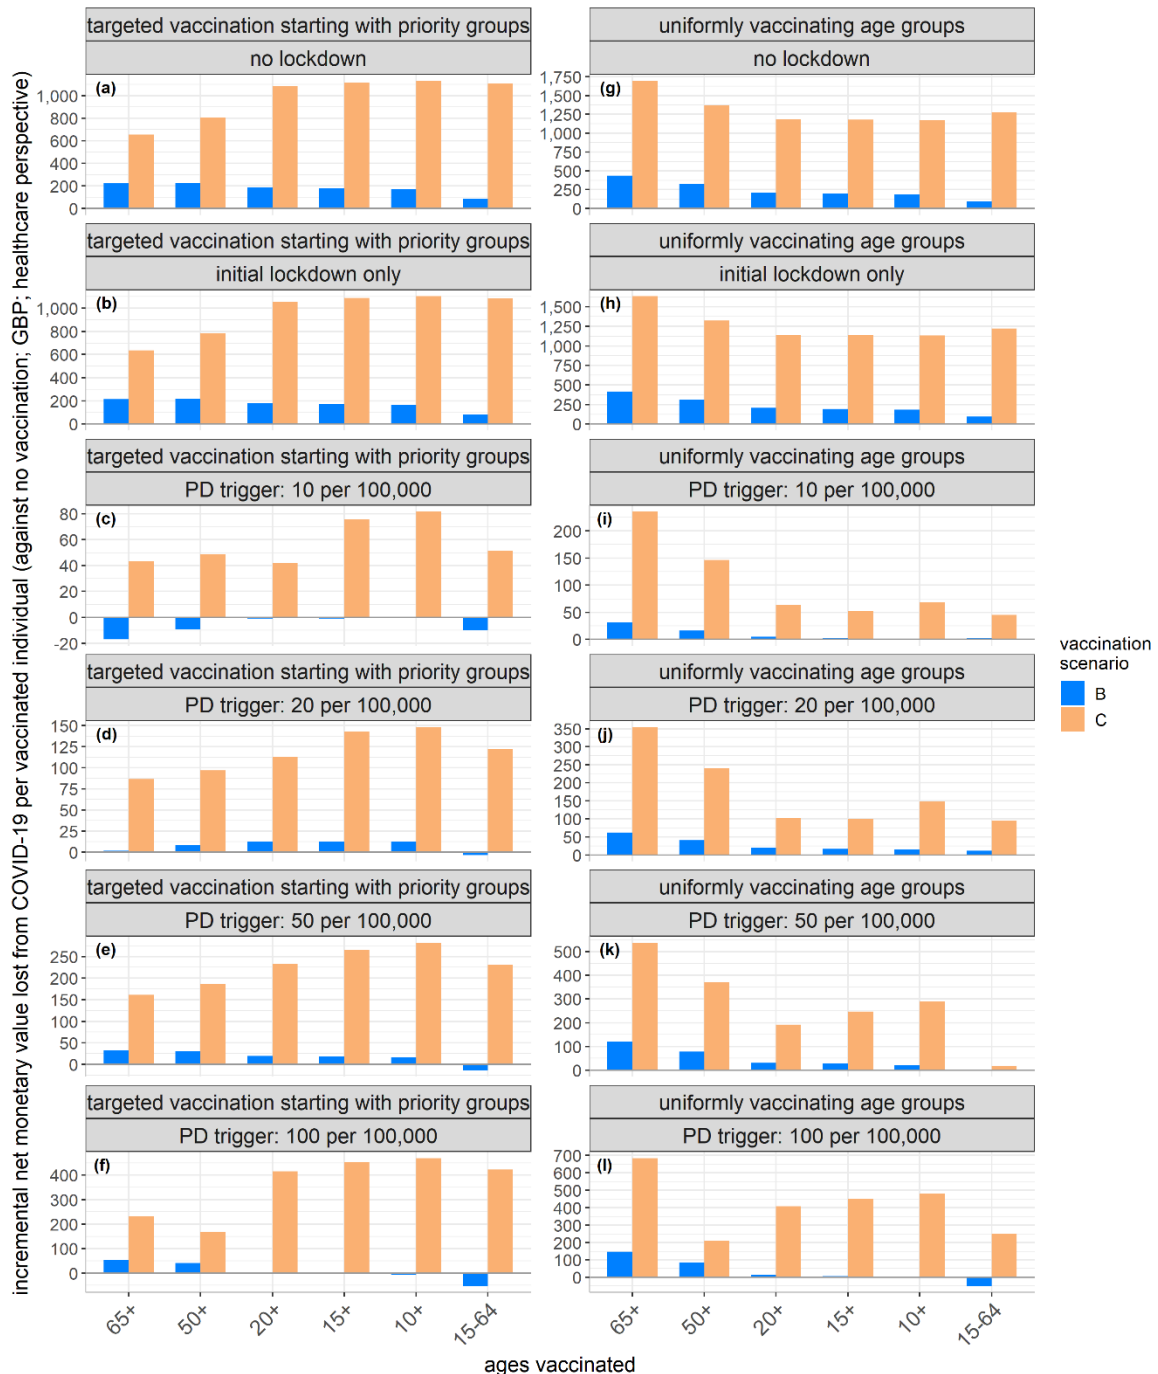 incremental net monetary value lost from COVID-19 per vaccinated individual (against no vaccination; GBP; healthcare perspective)
targeted vaccination starting with priority groups
no lockdown
(a)
1,000
800
600
400
200
0
targeted vaccination starting with priority groups
initial lockdown only
(b)
1,000
800
600
400
200
0
targeted vaccination starting with priority groups
PD trigger: 10 per 100,000
(c)
80
60
40
20
0
-20
targeted vaccination starting with priority groups
PD trigger: 20 per 100,000
(d)
150
125
100
75
50
25
0
targeted vaccination starting with priority groups
PD trigger: 50 per 100,000
(e)
250
200
150
100
50
0
targeted vaccination starting with priority groups
PD trigger: 100 per 100,000
(f)
400
300
200
100
0
65+
50+
20+
15+
10+
15-64
uniformly vaccinating age groups
no lockdown
(g)
1,750
1,500
1,250
1,000
750
500
250
0
uniformly vaccinating age groups
initial lockdown only
(h)
1,500
1,250
1,000
750
500
250
0
uniformly vaccinating age groups
PD trigger: 10 per 100,000
(i)
200
150
100
50
0
uniformly vaccinating age groups
PD trigger: 20 per 100,000
(j)
350
300
250
200
150
100
50
0
uniformly vaccinating age groups
PD trigger: 50 per 100,000
(k)
500
400
300
200
100
0
uniformly vaccinating age groups
PD trigger: 100 per 100,000
(l)
700
600
500
400
300
200
100
0
65+
50+
20+
15+
10+
15-64
ages vaccinated
vaccination
scenario
B
C